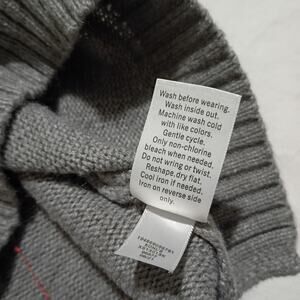 Wash before wearing.
Wash inside out.
Machine wash cold
with like colors.
Gentle cycle.
Only non-chlorine
bleach when needed.
Do not wring or twist.
Reshape,dry flat.
Cool Iron if needed.
Iron on reverse side
only.